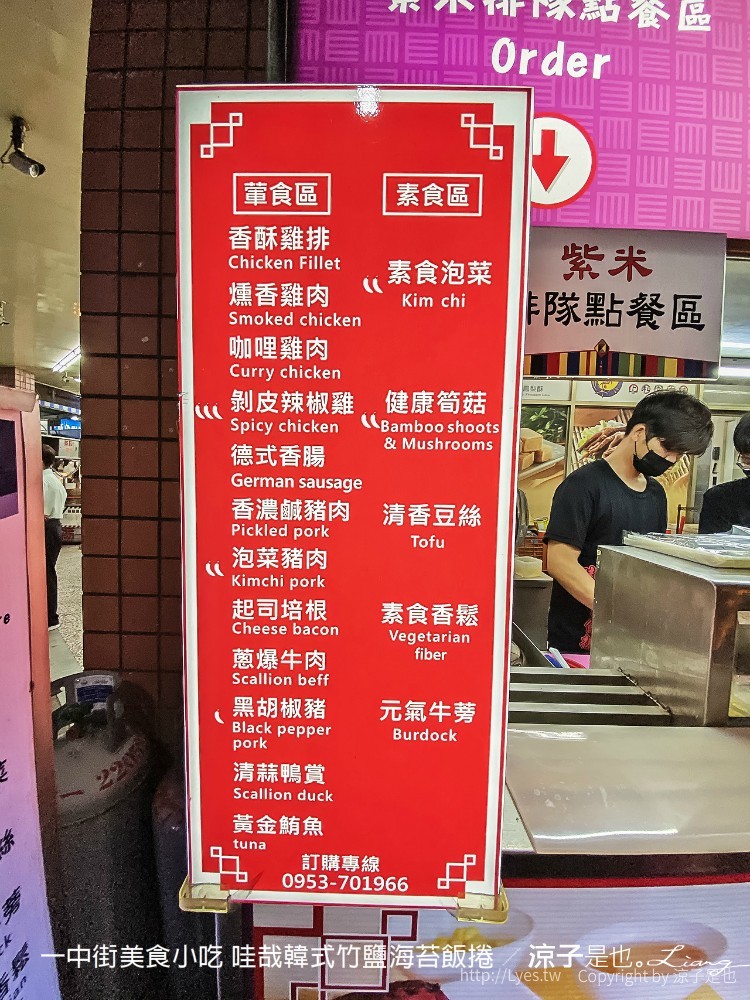 紫米排隊點餐區
Order
葷食區
香酥雞排
Chicken Fillet
燻香雞肉
Smoked chicken
咖哩雞肉
Curry chicken
剝皮辣椒雞
Spicy chicken
德式香腸
German sausage
香濃鹹豬肉
Pickled pork
泡菜豬肉
Kimchi pork
起司培根
Cheese bacon
蔥爆牛肉
Scallion beff
黑胡椒豬
Black pepper
pork
清蒜鴨賞
Scallion duck
黃金鮪魚
tuna
素食區
素食泡菜
Kim chi
健康筍菇
Bamboo shoots
& Mushrooms
清香豆絲
Tofu
素食香鬆
Vegetarian
fiber
元氣牛蒡
Burdock
訂購專線
0953-701966
紫米
排隊點餐區
一中街美食小吃 哇哉韓式竹鹽海苔飯捲
涼子是也。Liang
http://Lyes.tw Copyright by 涼子是也